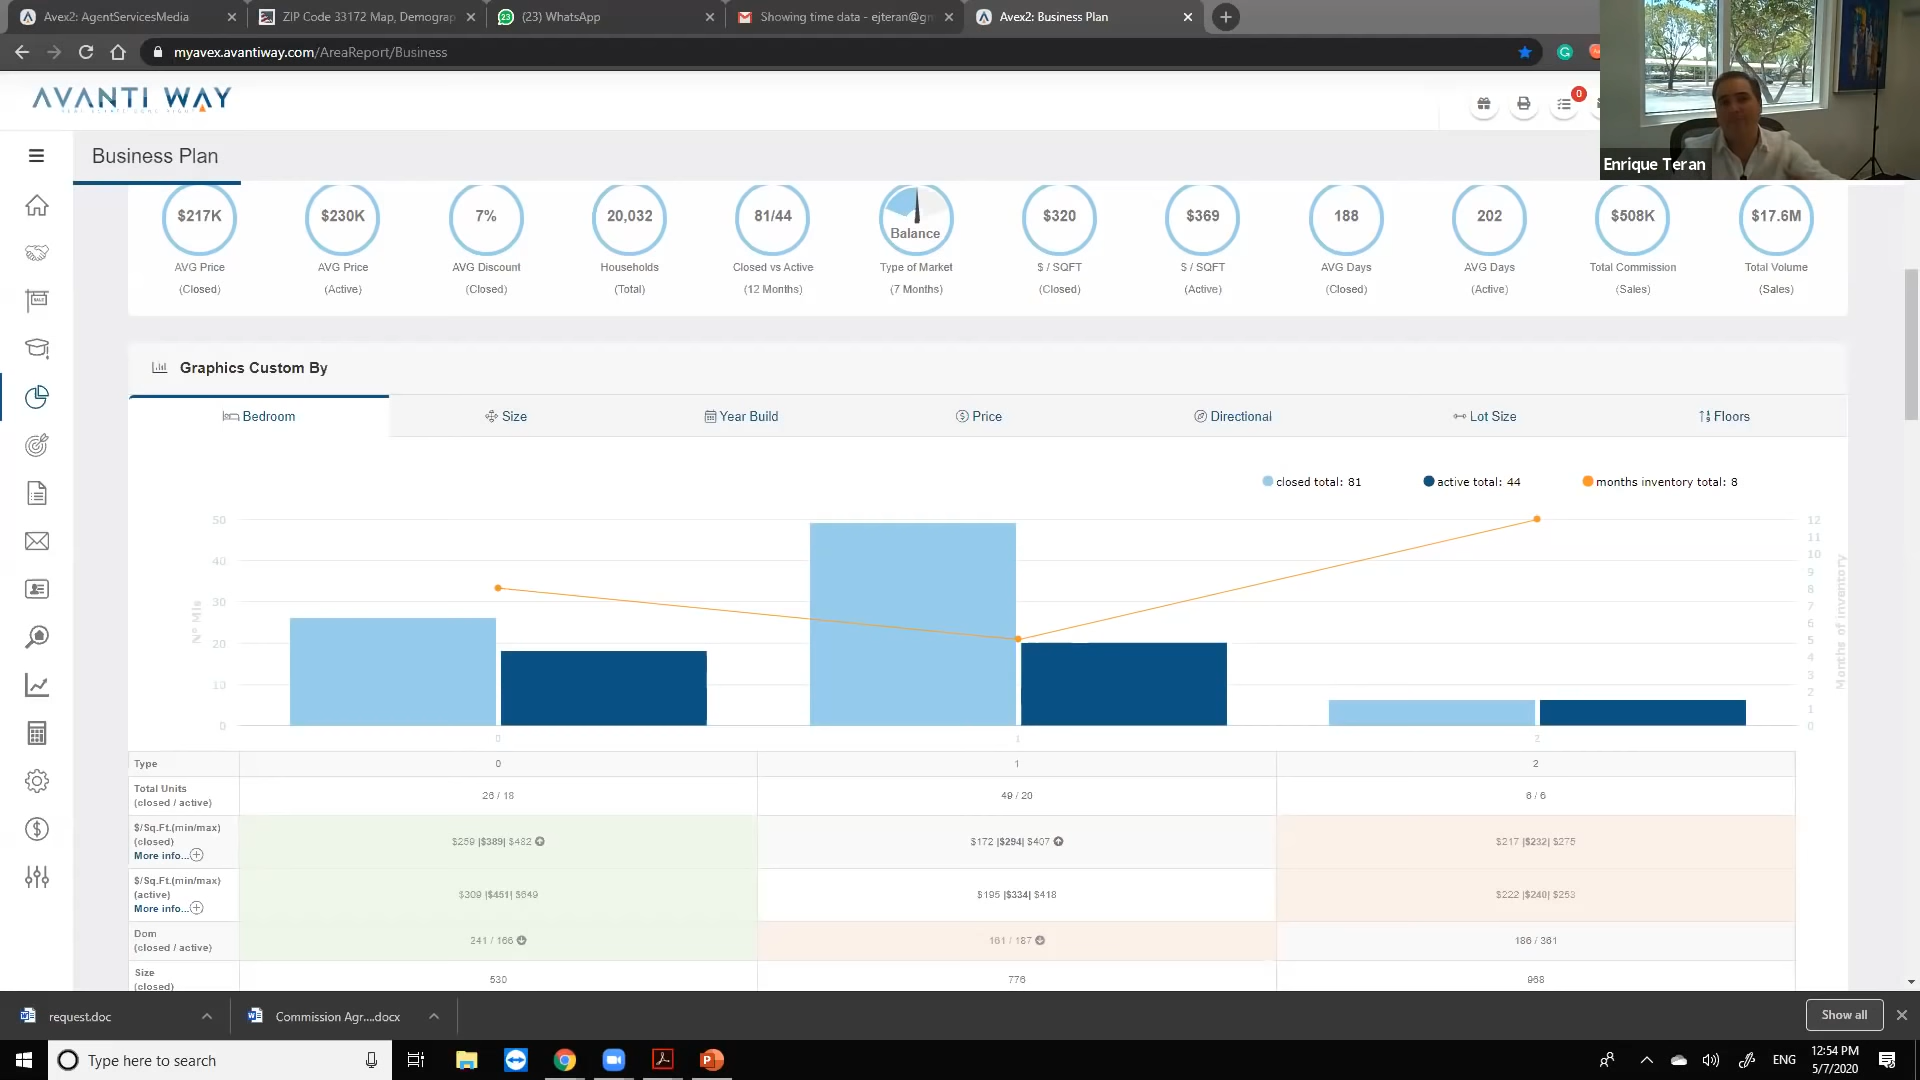 Avex2: AgentServicesMedia
ZIP Code 33172 Map, Demograp
(23) WhatsApp
Showing time data - ejteran@gm
Avex2: Business Plan
myavex.avantiway.com/AreaReport/Business
AVANTI WAY
0
Enrique Teran
Business Plan
$217K
$230K
7%
20,032
81/44
Balance
$320
$369
188
202
$508K
$17.6M
AVG Price
AVG Price
AVG Discount
Households
Closed vs Active
Type of Market
$ / SQFT
$ / SQFT
AVG Days
AVG Days
Total Commission
Total Volume
(Closed)
(Active)
(Closed)
(Total)
(12 Months)
(7 Months)
(Closed)
(Active)
(Closed)
(Active)
(Sales)
(Sales)
Graphics Custom By
Bedroom
Size
Year Build
Price
Directional
Lot Size
Floors
closed total: 81
active total: 44
months inventory total: 8
50
40
30
20
10
0
N° Mls
12
11
10
9
8
7
6
5
4
3
2
1
0
Months of inventory
0
1
2
Type
0
1
2
Total Units
(closed / active)
26 / 18
49 / 20
6 / 6
$/Sq.Ft.(min/max)
(closed)
More info...
$259 |$389| $482
$172 |$294| $407
$217 |$232| $275
$/Sq.Ft.(min/max)
(active)
More info...
$309 |$451| $649
$195 |$334| $418
$222 |$240| $253
Dom
(closed / active)
241 / 166
161 / 187
186 / 361
Size
(closed)
530
776
968
request.doc
Commission Agr....docx
Show all
Type here to search
ENG
12:54 PM
5/7/2020